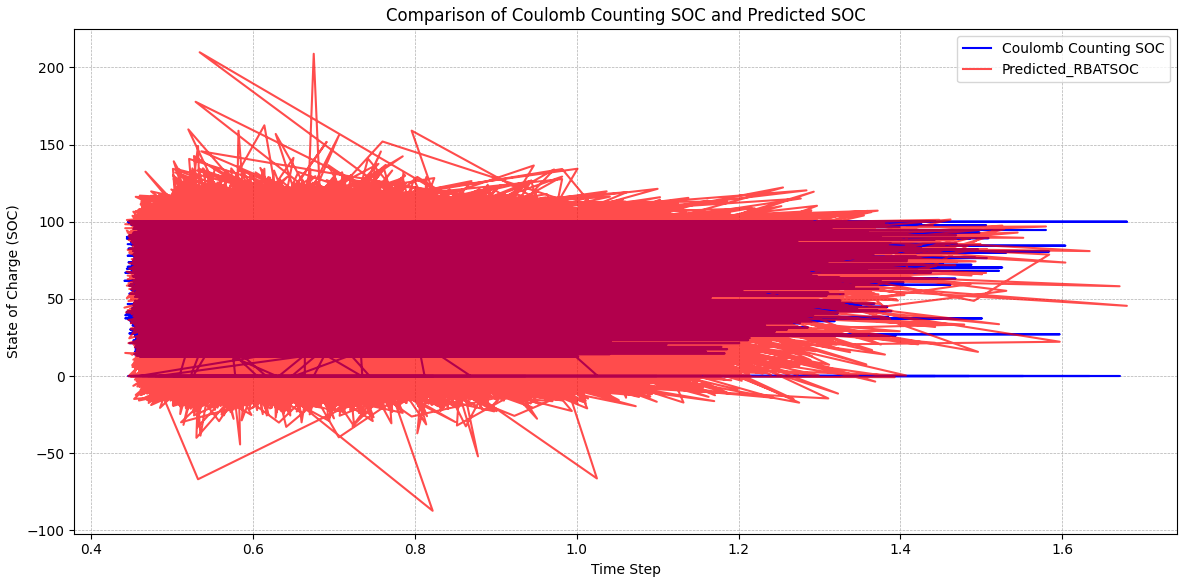 Comparison of Coulomb Counting SOC and Predicted SOC
Coulomb Counting SOC
Predicted_RBATSOC
State of Charge (SOC)
200
150
100
50
0
−50
−100
0.4 0.6 0.8 1.0 1.2 1.4 1.6
Time Step